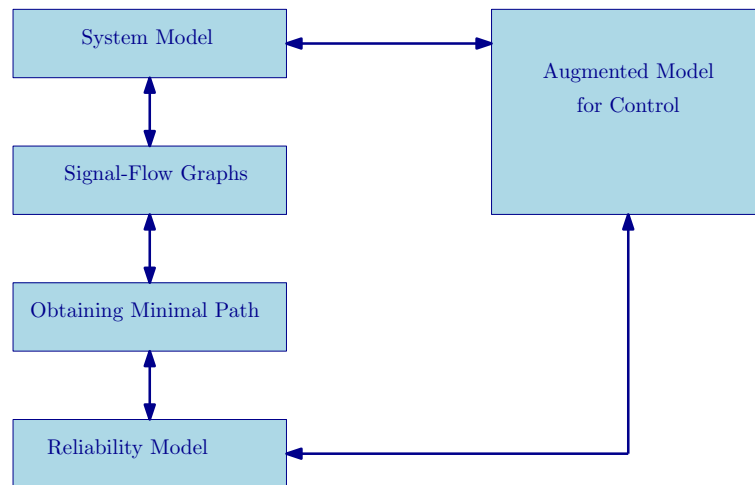 System Model
Augmented Model
for Control
Signal-Flow Graphs
Obtaining Minimal Path
Reliability Model